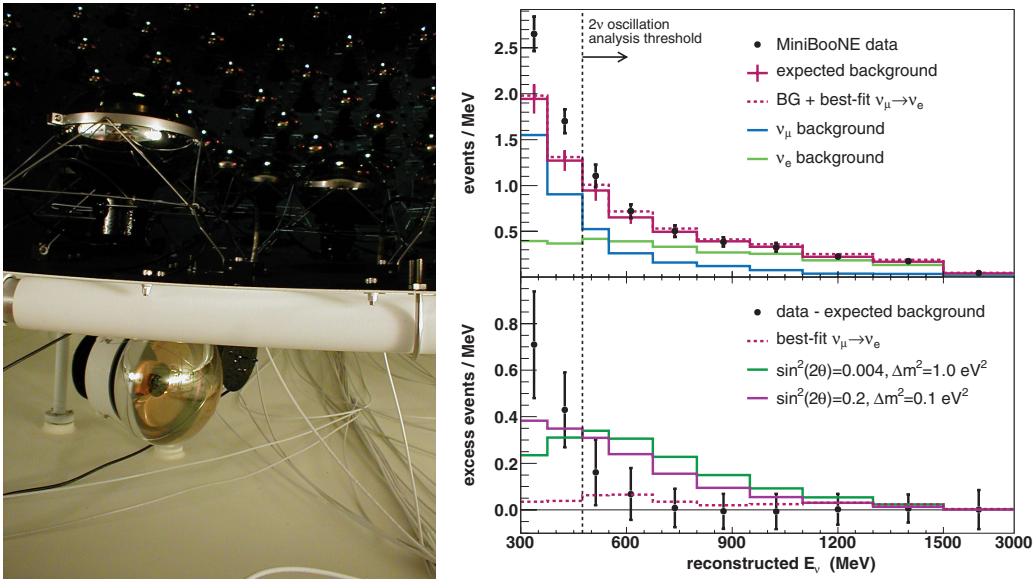 2ν oscillation
analysis threshold
MiniBooNE data
expected background
BG + best-fit νμ→νe
νμ background
νe background
events / MeV
2.5
2.0
1.5
1.0
0.5
data - expected background
best-fit νμ→νe
sin²(2θ)=0.004, Δm²=1.0 eV²
sin²(2θ)=0.2, Δm²=0.1 eV²
excess events / MeV
0.8
0.6
0.4
0.2
0.0
300 600 900 1200 1500 3000
reconstructed Eν (MeV)